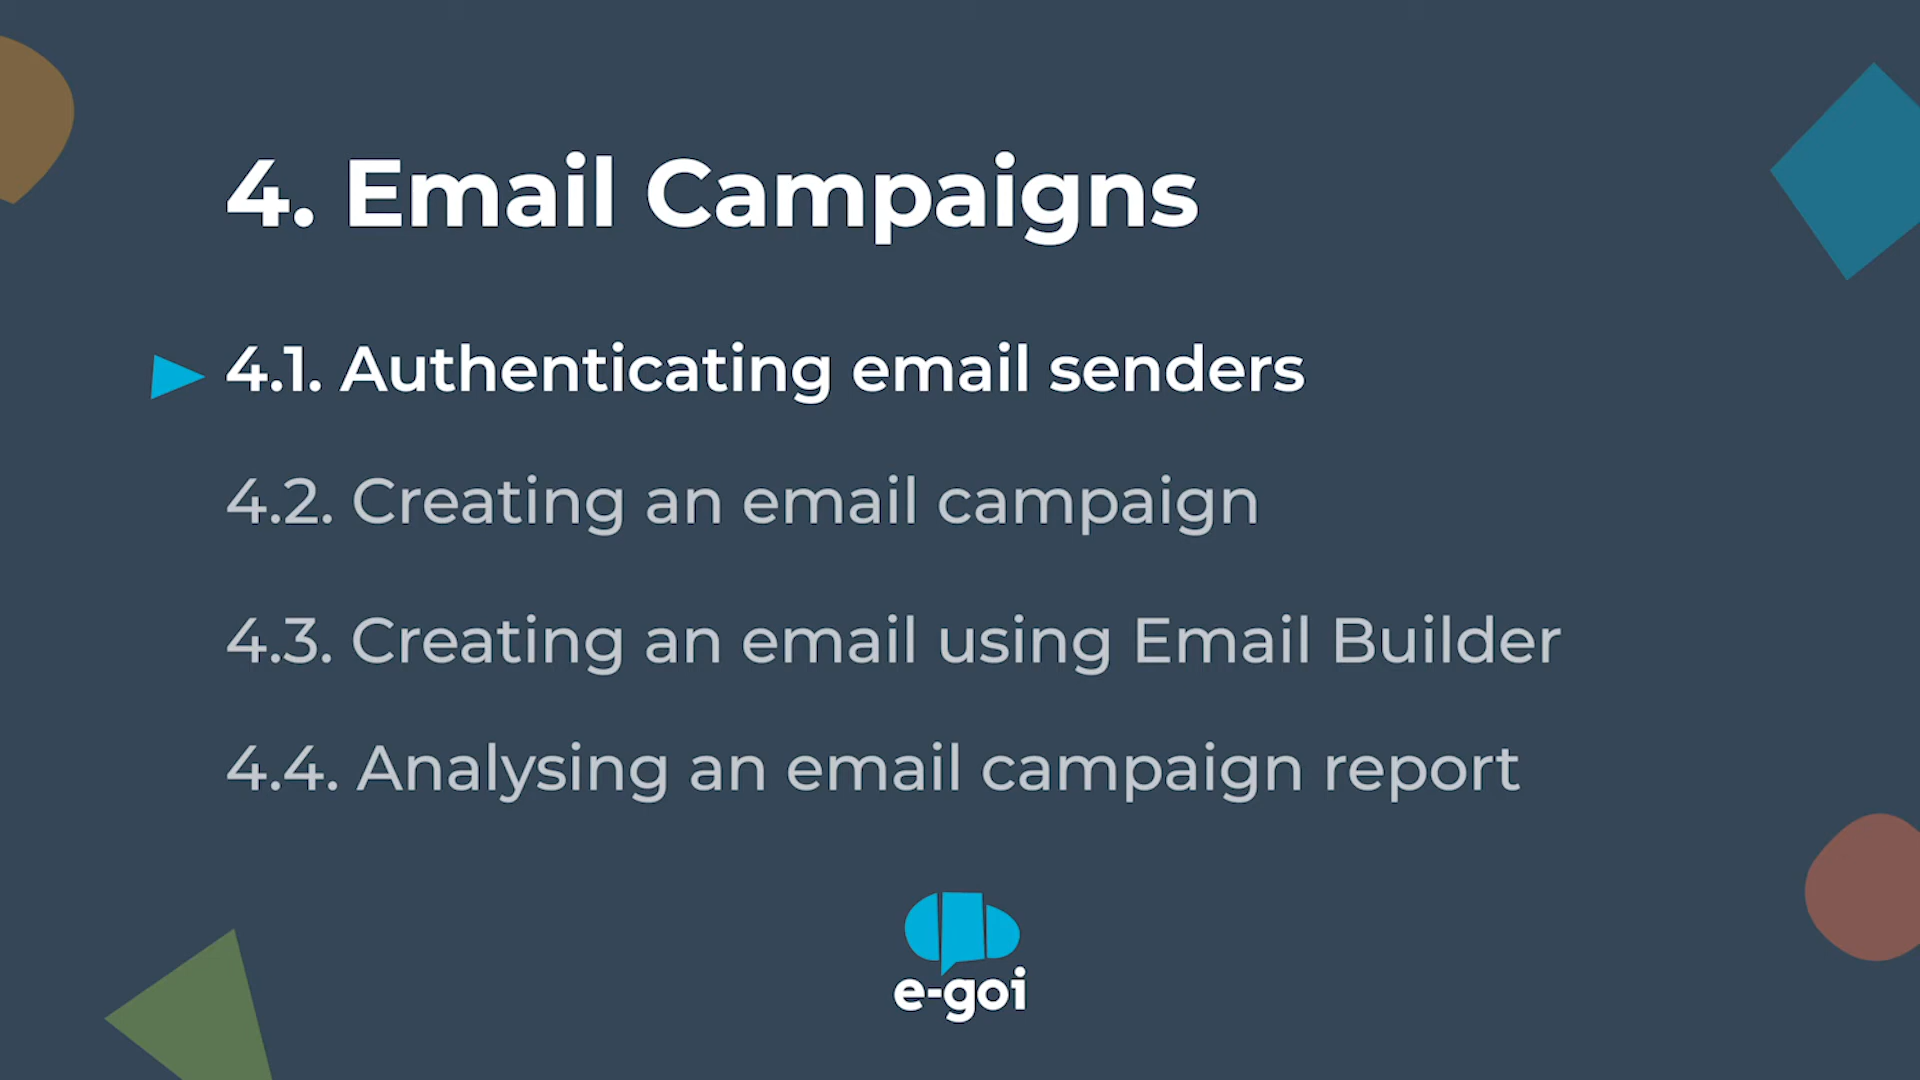 4. Email Campaigns
4.1. Authenticating email senders
4.2. Creating an email campaign
4.3. Creating an email using Email Builder
4.4. Analysing an email campaign report
e-goi